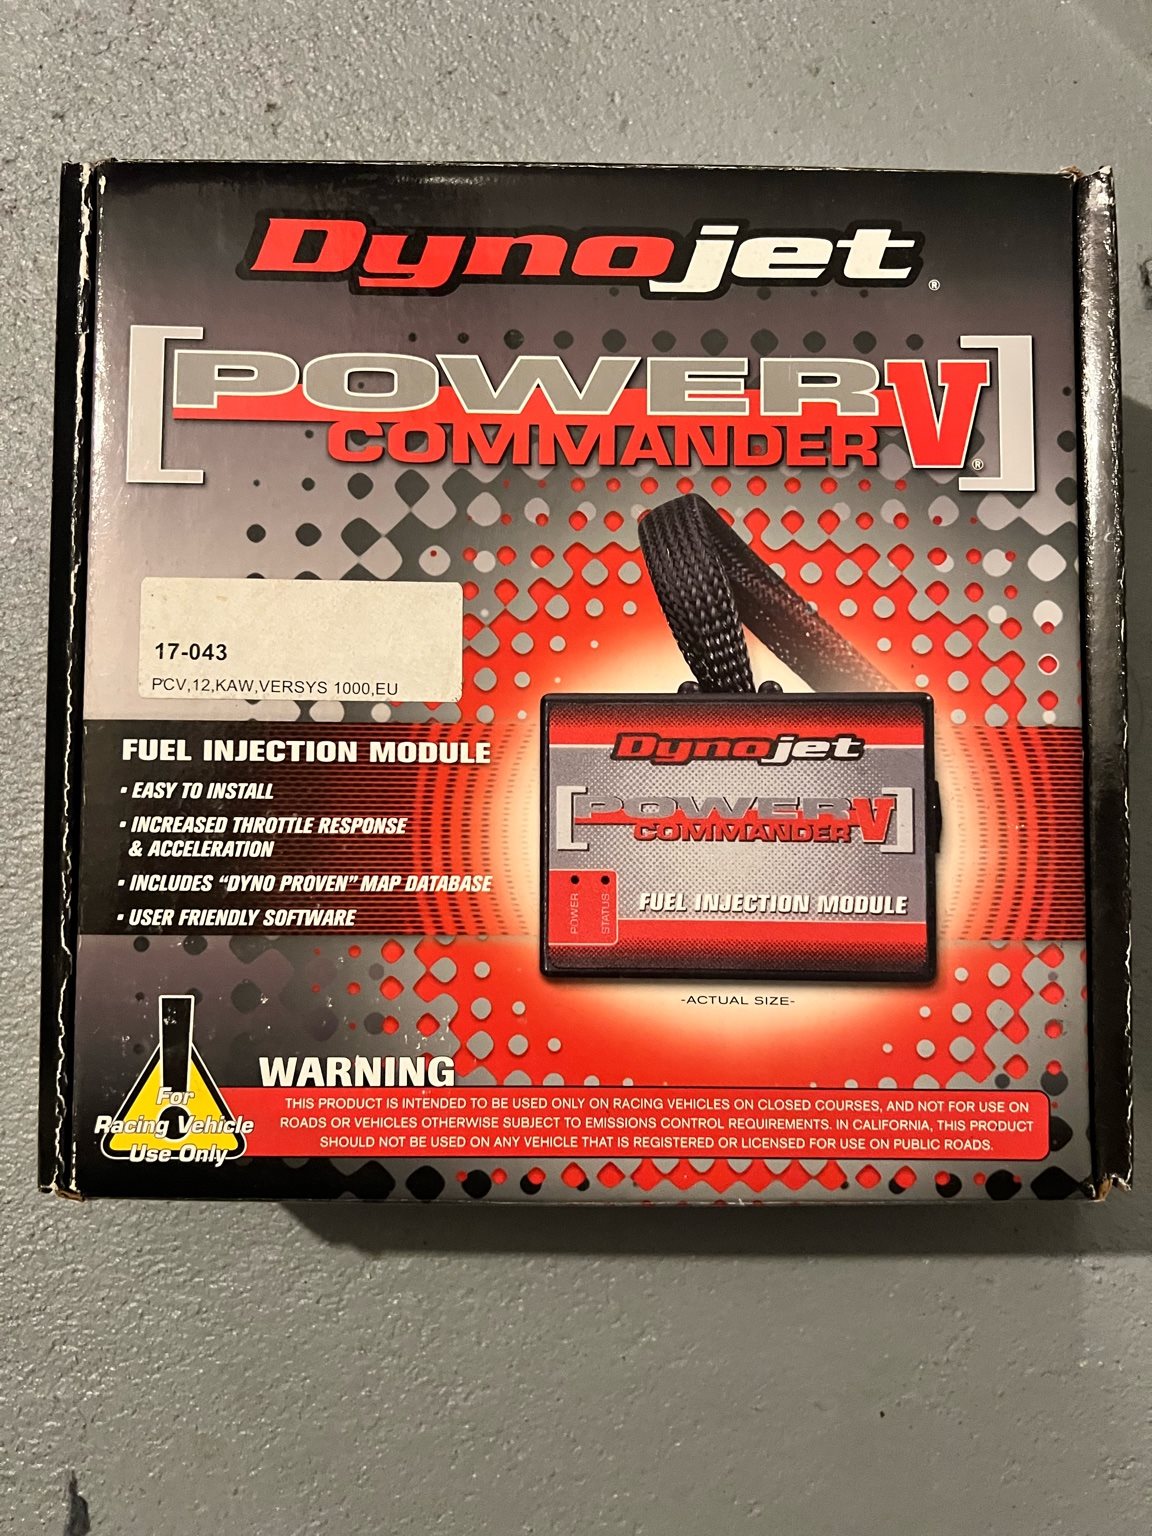 Dynojet®
[POWER V]
COMMANDER®
17-043
PCV,12,KAW,VERSYS 1000,EU
FUEL INJECTION MODULE
• EASY TO INSTALL
• INCREASED THROTTLE RESPONSE
& ACCELERATION
• INCLUDES “DYNO PROVEN” MAP DATABASE
• USER FRIENDLY SOFTWARE
Dynojet
[POWER V]
COMMANDER
POWER
STATUS
FUEL INJECTION MODULE
-ACTUAL SIZE-
WARNING
For
Racing Vehicle
Use Only
THIS PRODUCT IS INTENDED TO BE USED ONLY ON RACING VEHICLES ON CLOSED COURSES, AND NOT FOR USE ON
ROADS OR VEHICLES OTHERWISE SUBJECT TO EMISSIONS CONTROL REQUIREMENTS. IN CALIFORNIA, THIS PRODUCT
SHOULD NOT BE USED ON ANY VEHICLE THAT IS REGISTERED OR LICENSED FOR USE ON PUBLIC ROADS.